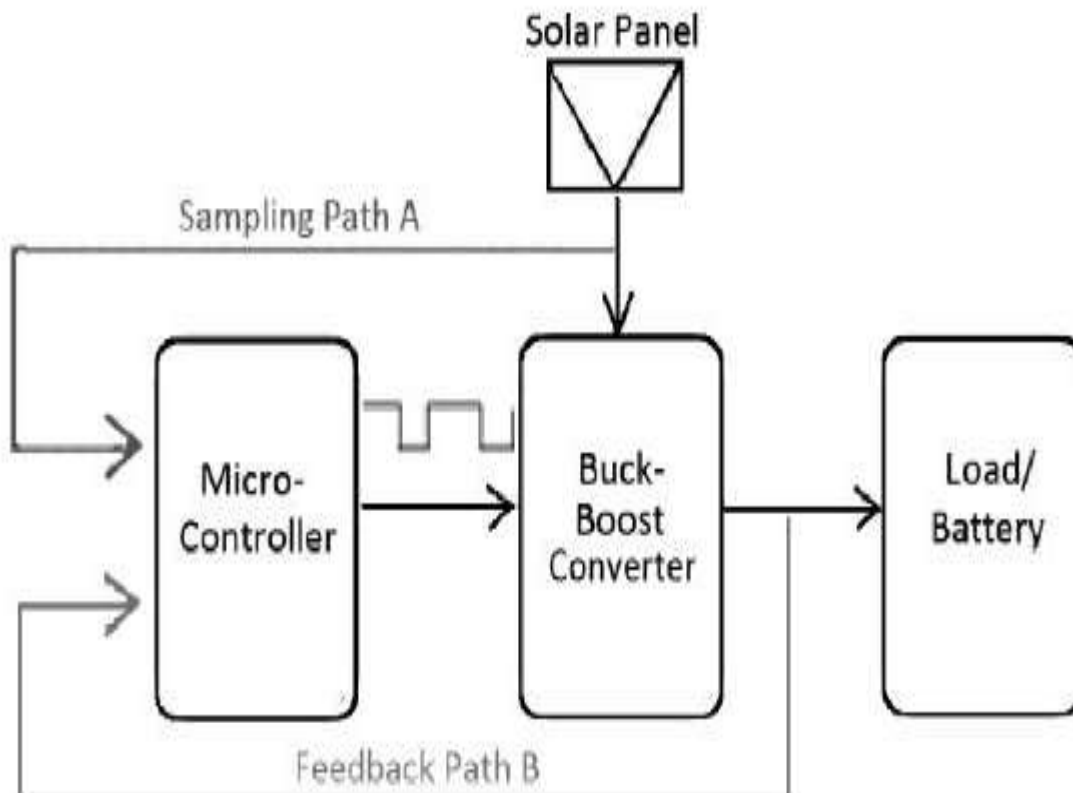 Solar Panel
Sampling Path A
Micro-
Controller
Buck-
Boost
Converter
Load/
Battery
Feedback Path B